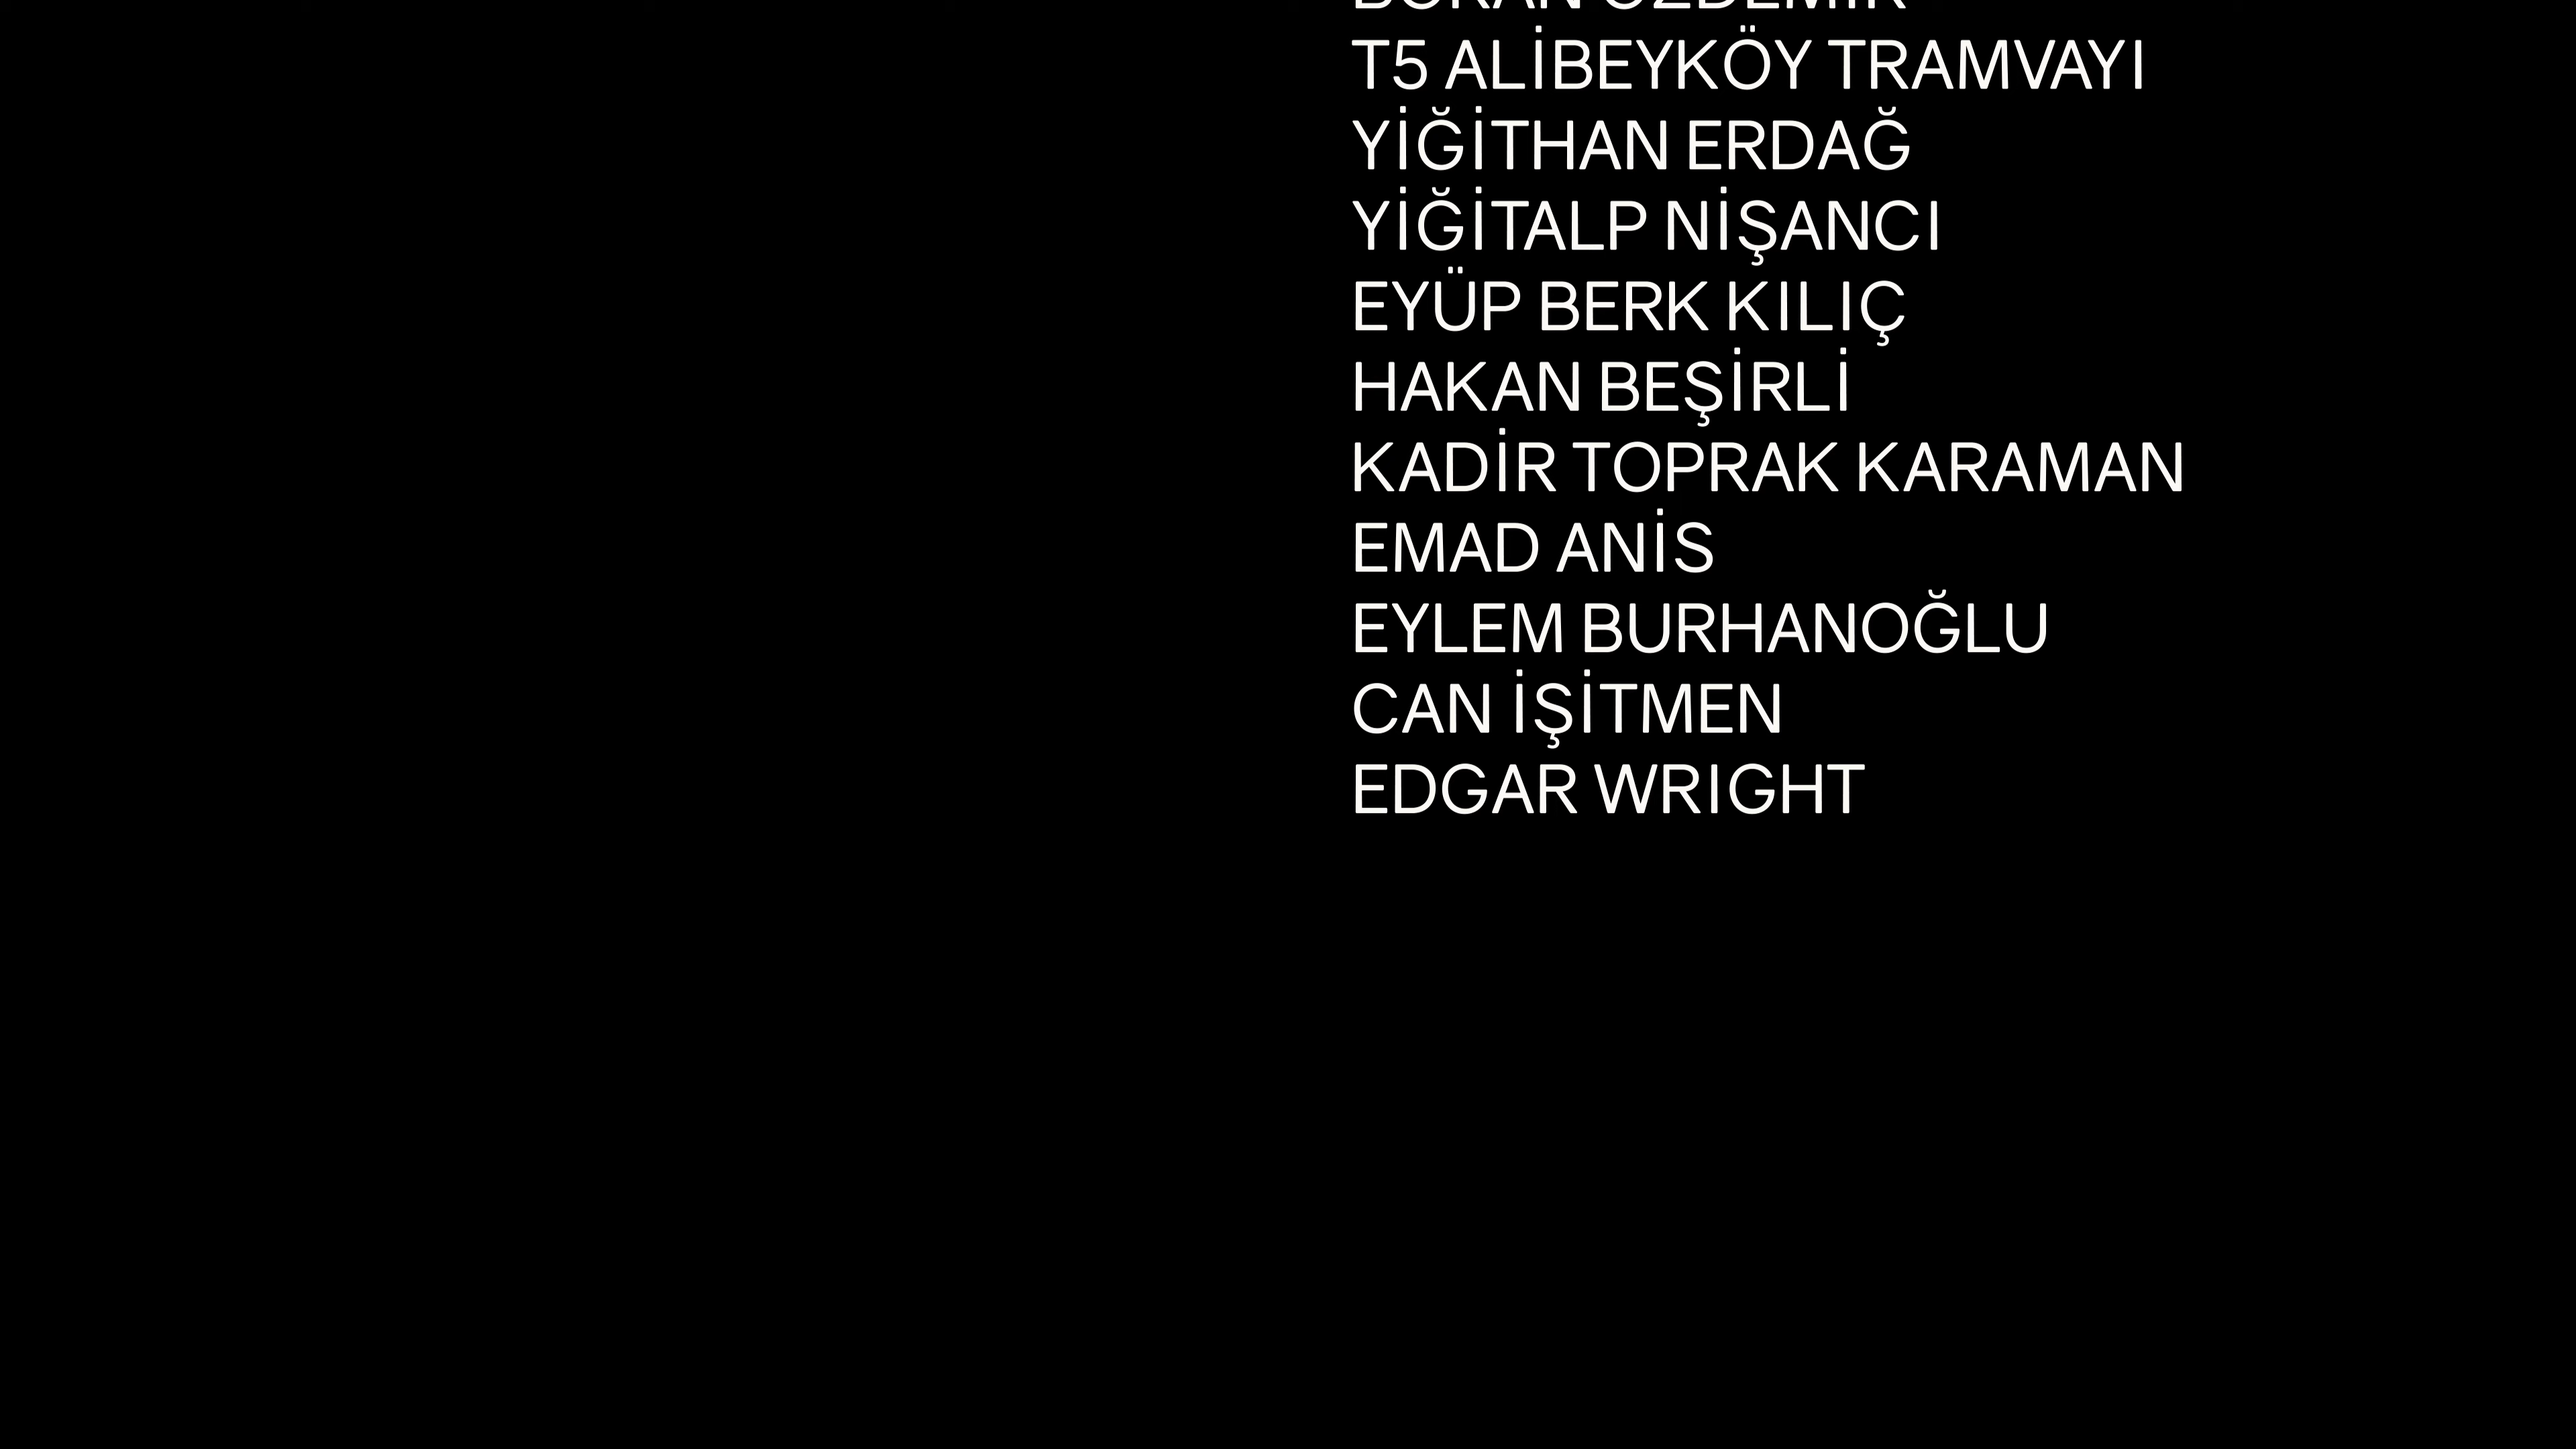 T5 ALİBEYKÖY TRAMVAYI
YİĞİTHAN ERDAĞ
YİĞİTALP NİŞANCI
EYÜP BERK KILIÇ
HAKAN BEŞİRLİ
KADİR TOPRAK KARAMAN
EMAD ANİS
EYLEM BURHANOĞLU
CAN İŞİTMEN
EDGAR WRIGHT